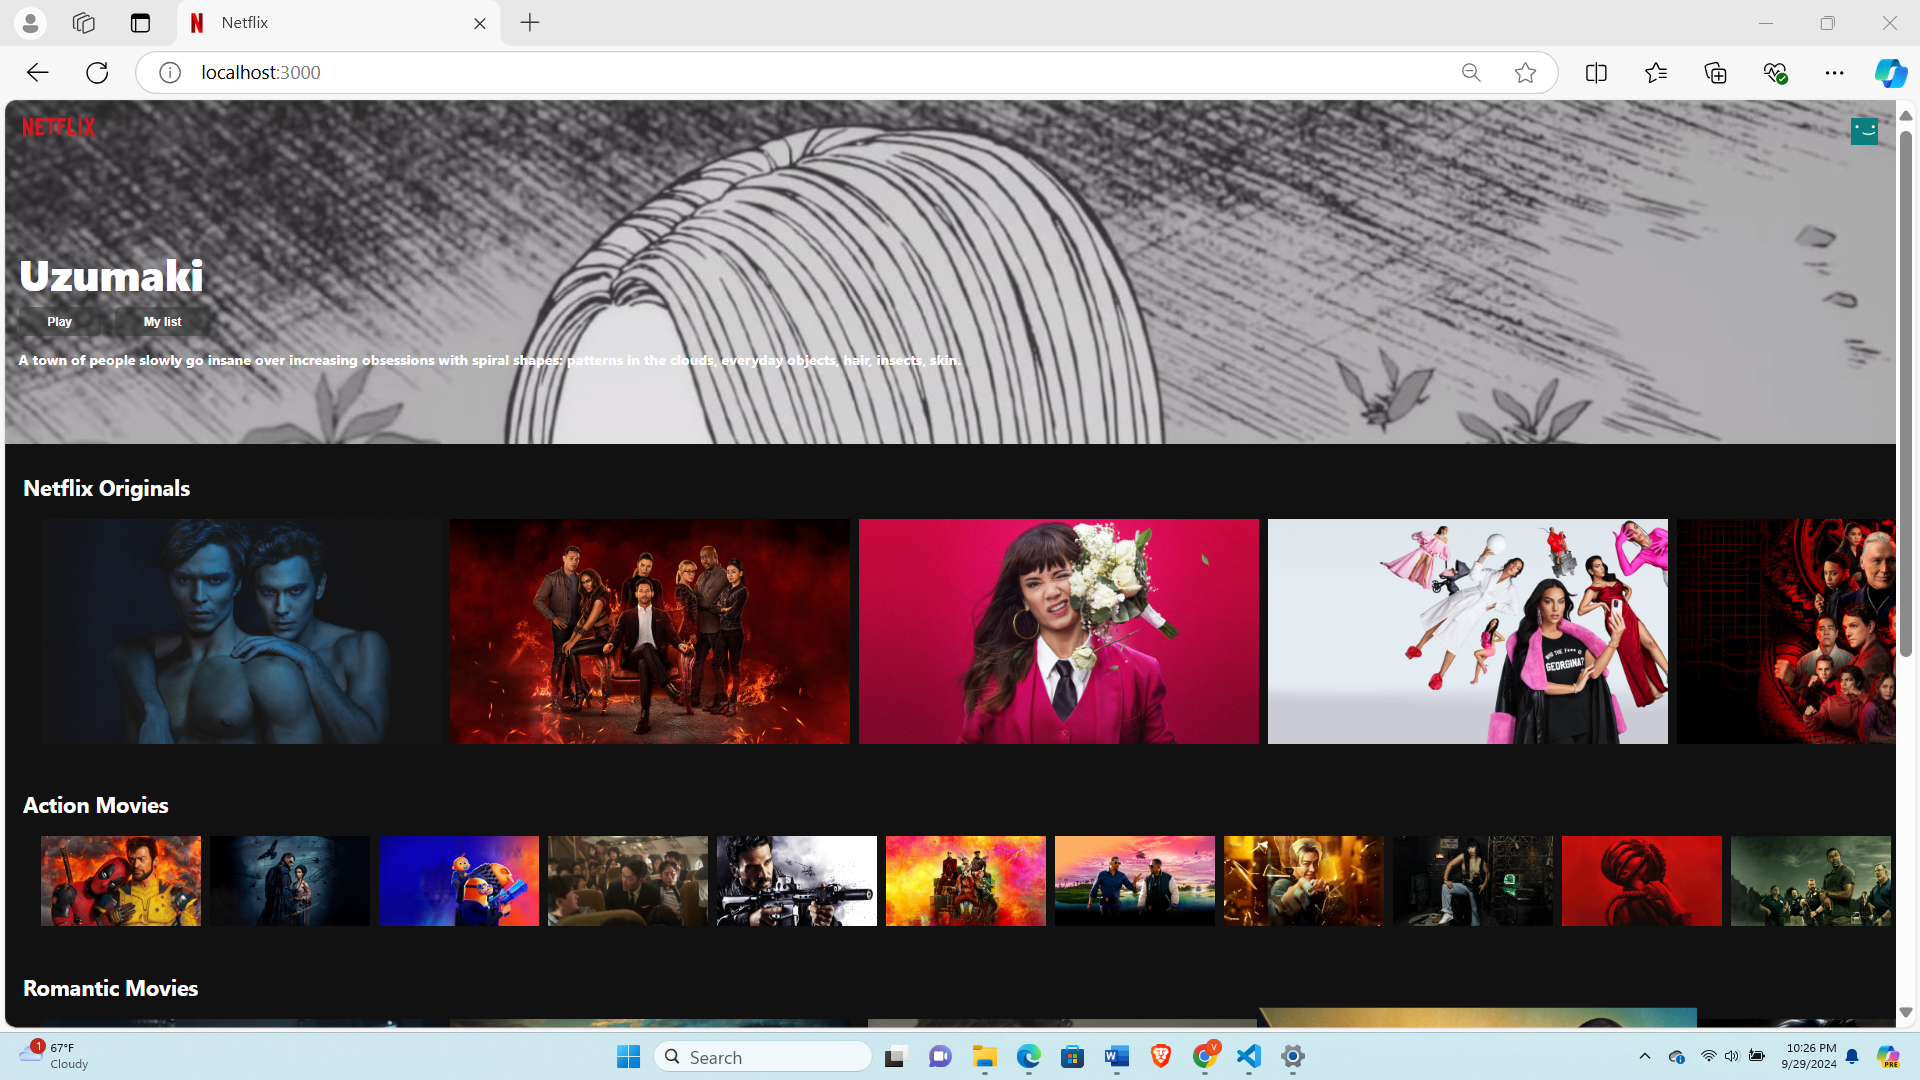 Netflix
localhost:3000
NETFLIX
Uzumaki
Play
My list
A town of people slowly go insane over increasing obsessions with spiral shapes: patterns in the clouds, everyday objects, hair, insects, skin.
Netflix Originals
GEORGINA?
Action Movies
Romantic Movies
1
67°F
Cloudy
Search
V
10:26 PM
9/29/2024
PRE